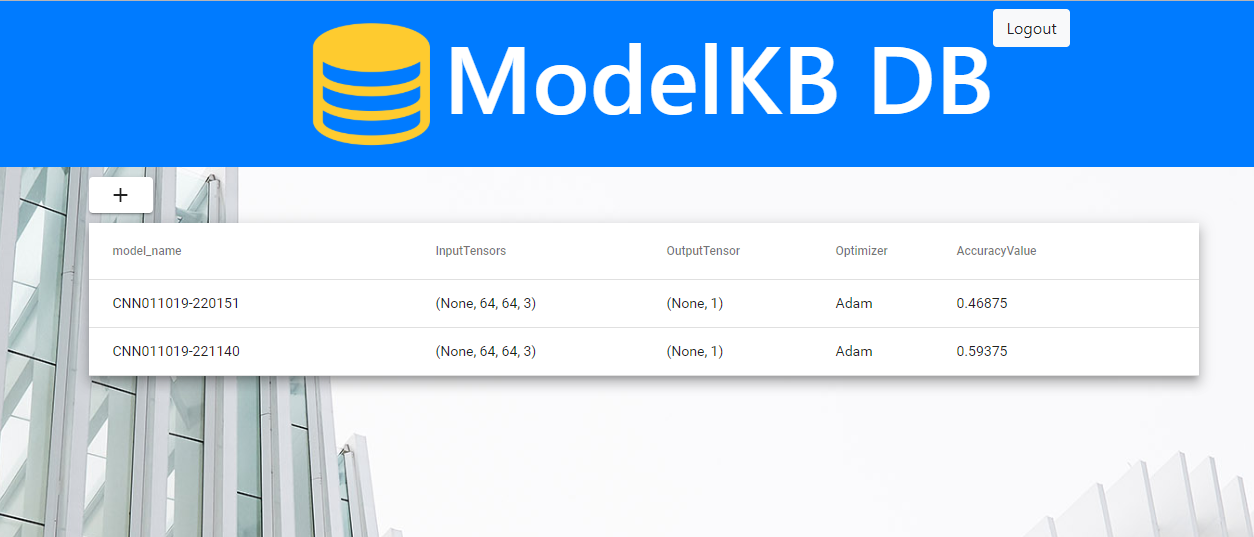 Logout
ModelKB DB
+
model_name InputTensors OutputTensor Optimizer AccuracyValue
CNN011019-220151 (None, 64, 64, 3) (None, 1) Adam 0.46875
CNN011019-221140 (None, 64, 64, 3) (None, 1) Adam 0.59375